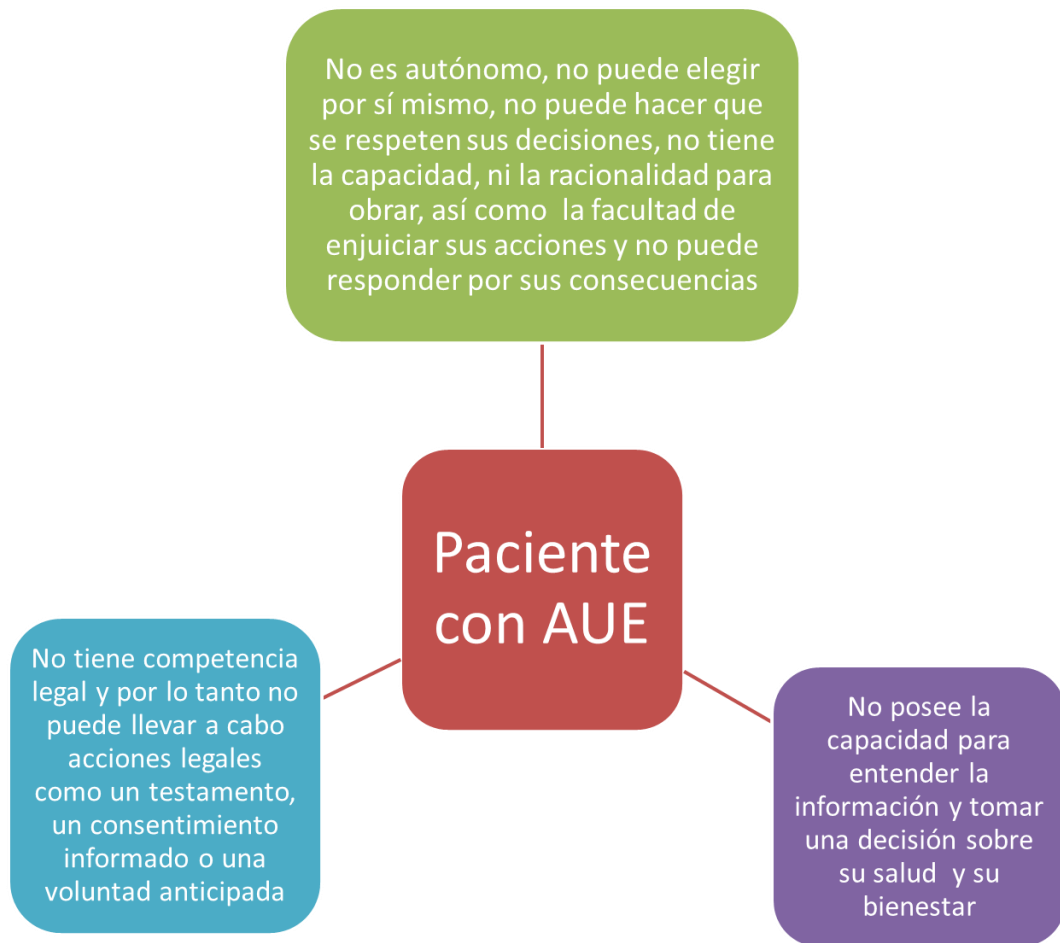 No es autónomo, no puede elegir
por sí mismo, no puede hacer que
se respeten sus decisiones, no tiene
la capacidad, ni la racionalidad para
obrar, así como la facultad de
enjuiciar sus acciones y no puede
responder por sus consecuencias
Paciente
con AUE
No tiene competencia
legal y por lo tanto no
puede llevar a cabo
acciones legales
como un testamento,
un consentimiento
informado o una
voluntad anticipada
No posee la
capacidad para
entender la
información y tomar
una decisión sobre
su salud y su
bienestar